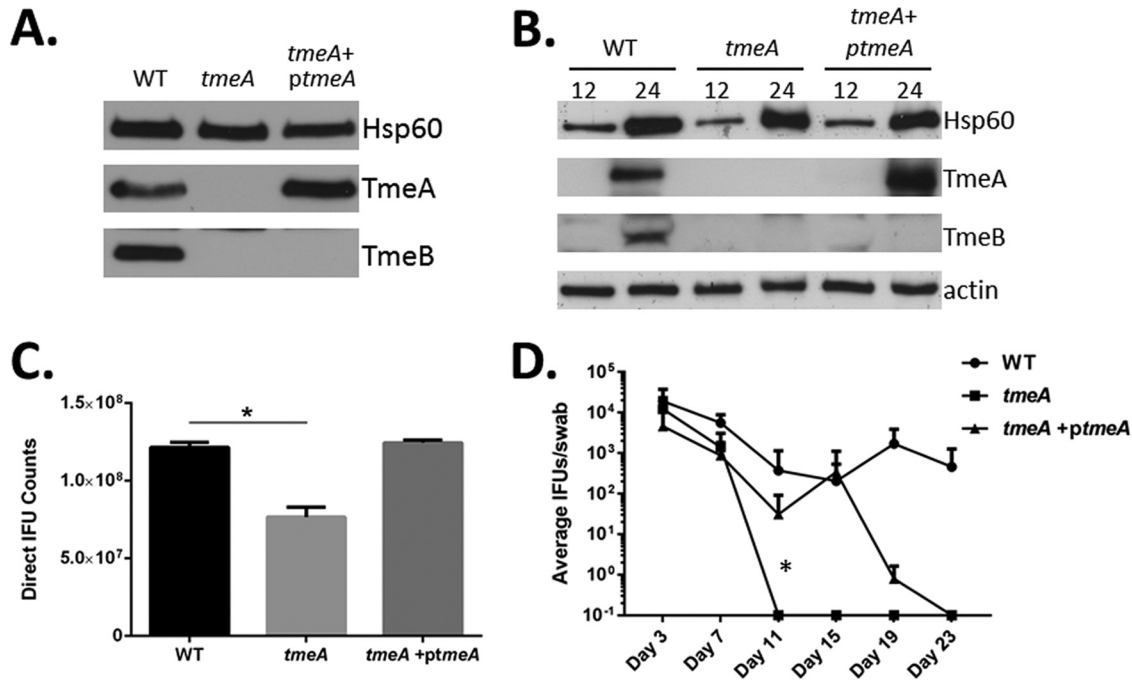 A.
WT
tmeA
tmeA+
ptmeA
Hsp60
TmeA
TmeB
B.
WT
tmeA
tmeA+
ptmeA
12
24
12
24
12
24
Hsp60
TmeA
TmeB
actin
C.
Direct IFU Counts
1.5×10⁸
1.0×10⁸
5.0×10⁷
0
*
WT
tmeA
tmeA +ptmeA
D.
Average IFUs/swab
10⁵
10⁴
10³
10²
10¹
10⁰
10⁻¹
*
Day 3
Day 7
Day 11
Day 15
Day 19
Day 23
WT
tmeA
tmeA +ptmeA